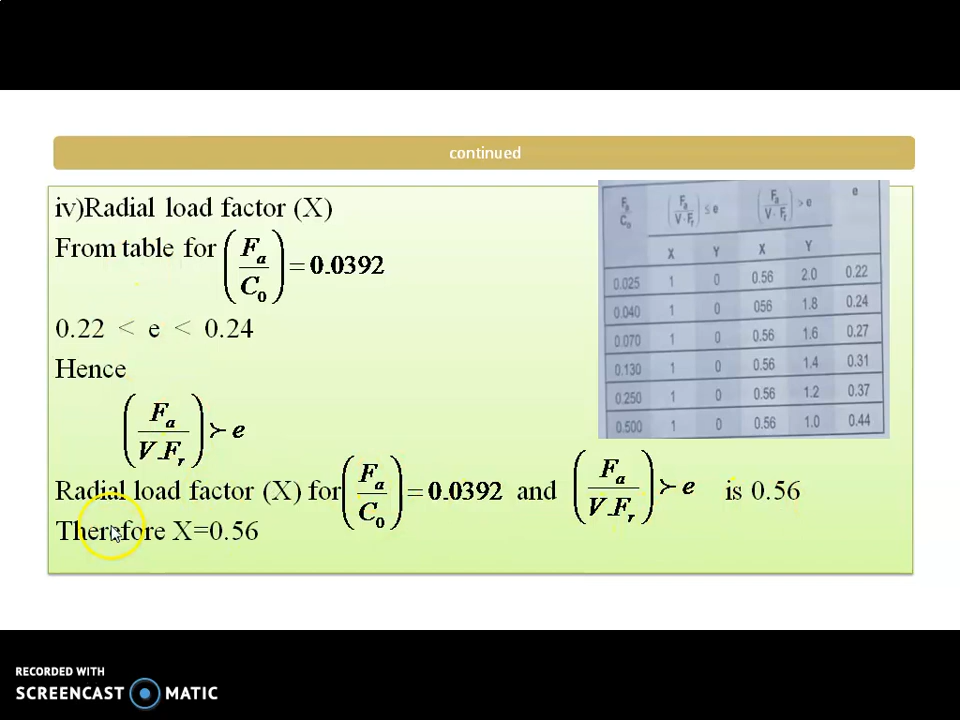 continued
iv)Radial load factor (X)
From table for (Fa/C0) = 0.0392
0.22 < e < 0.24
Hence
(Fa/V.Fr) ≻ e
Radial load factor (X) for (Fa/C0) = 0.0392 and (Fa/V.Fr) ≻ e is 0.56
Therefore X=0.56
Fa/C0 (Fa/V·Fr) ≤ e (Fa/V·Fr) > e e
X Y X Y
0.025 1 0 0.56 2.0 0.22
0.040 1 0 056 1.8 0.24
0.070 1 0 0.56 1.6 0.27
0.130 1 0 0.56 1.4 0.31
0.250 1 0 0.56 1.2 0.37
0.500 1 0 0.56 1.0 0.44
RECORDED WITH
SCREENCAST MATIC